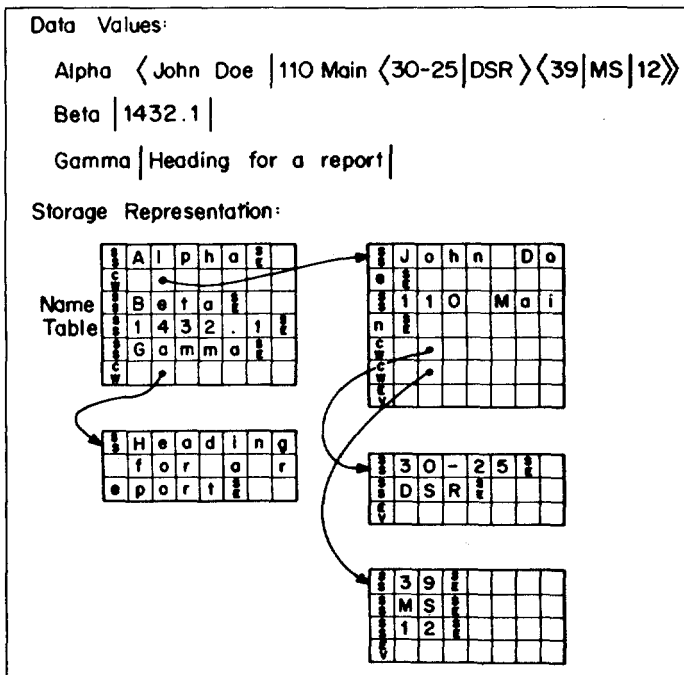 Data Values:
Alpha ⟨John Doe |110 Main ⟨30-25|DSR⟩⟨39|MS|12⟩⟩
Beta |1432.1|
Gamma |Heading for a report|
Storage Representation:
Name
Table
Alpha
Beta
1432.1
Gamma
Heading
for a r
eport
John Do
e
110 Mai
n
30-25
DSR
39
MS
12